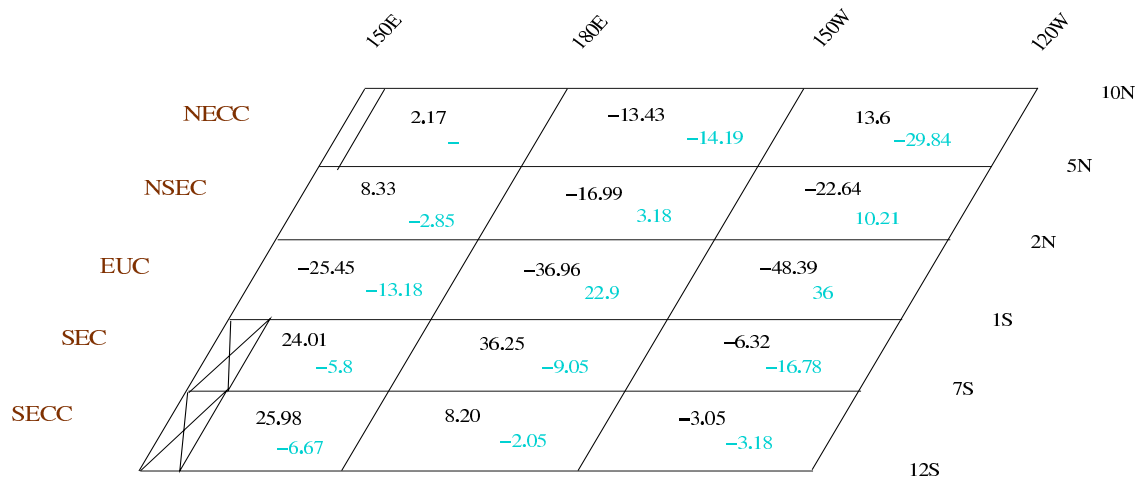 150E 180E 150W 120W
10N
NECC 2.17 −13.43 13.6
− −14.19 −29.84
5N
NSEC 8.33 −16.99 −22.64
−2.85 3.18 10.21
2N
EUC −25.45 −36.96 −48.39
−13.18 22.9 36
1S
SEC 24.01 36.25 −6.32
−5.8 −9.05 −16.78
7S
SECC 25.98 8.20 −3.05
−6.67 −2.05 −3.18
12S